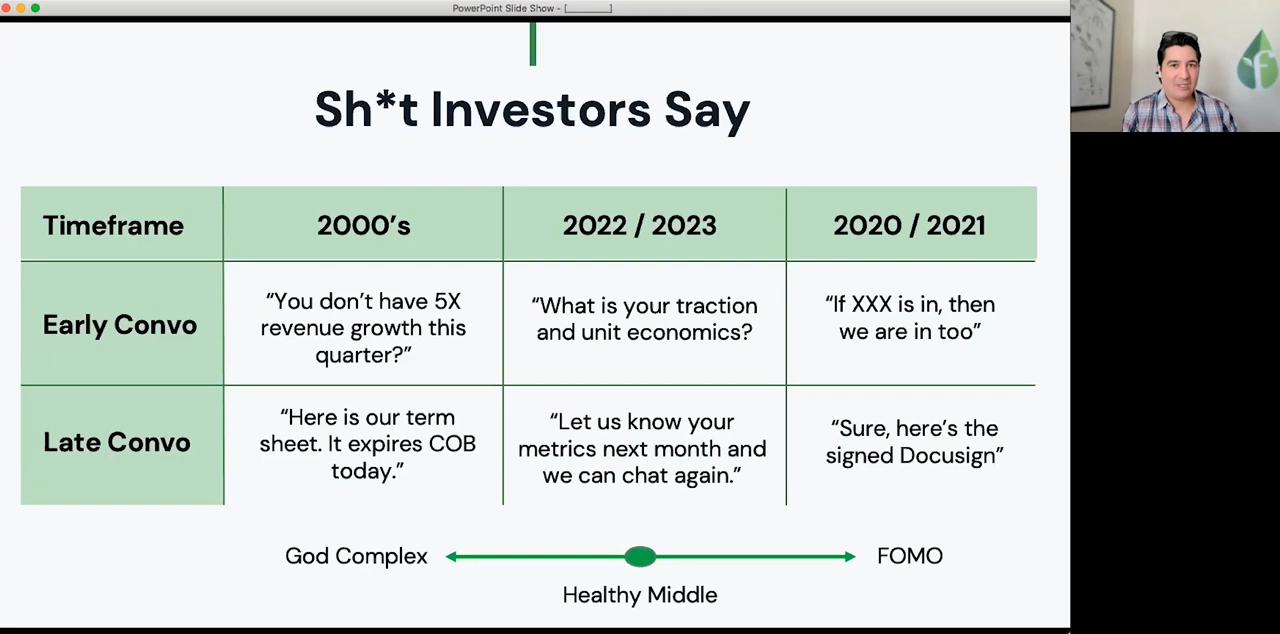 PowerPoint Slide Show - [________]
Sh*t Investors Say
Timeframe
2000's
2022 / 2023
2020 / 2021
Early Convo
“You don't have 5X
revenue growth this
quarter?”
“What is your traction
and unit economics?
“If XXX is in, then
we are in too”
Late Convo
“Here is our term
sheet. It expires COB
today.”
“Let us know your
metrics next month and
we can chat again.”
“Sure, here's the
signed Docusign”
God Complex
FOMO
Healthy Middle
f